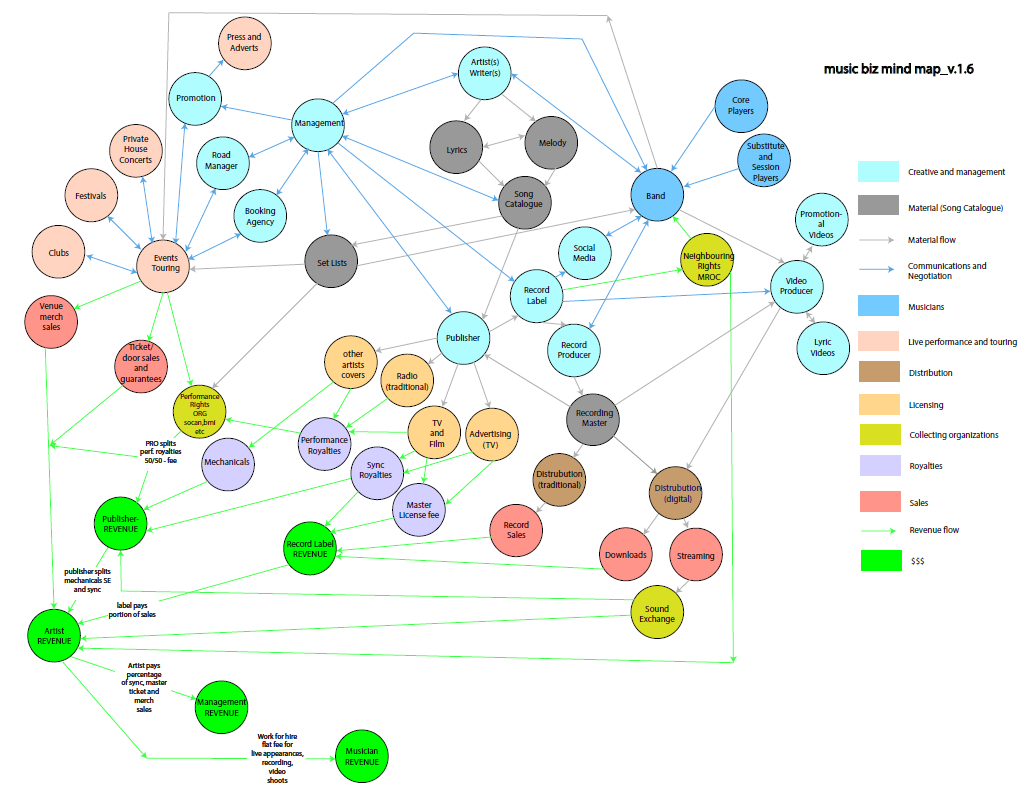 music biz mind map_v.1.6
Press and
Adverts
Promotion
Private
House
Concerts
Road
Manager
Festivals
Booking
Agency
Clubs
Events
Touring
Management
Artist(s)
Writer(s)
Lyrics
Melody
Song
Catalogue
Set Lists
Band
Core
Players
Substitute
and
Session
Players
Social
Media
Record
Label
Neighbouring
Rights
MROC
Promotion-
al
Videos
Video
Producer
Lyric
Videos
Venue
merch
sales
Ticket/
door sales
and
guarantees
Performance
Rights
ORG
socan,bmi
etc
other
artists
covers
Radio
(traditional)
Publisher
Record
Producer
TV
and
Film
Advertising
(TV)
Recording
Master
PRO splits
perf. royalties
50/50 - fee
Mechanicals
Performance
Royalties
Sync
Royalties
Master
License fee
Distrubution
(traditional)
Distrubution
(digital)
Publisher-
REVENUE
Record Label
REVENUE
Record
Sales
Downloads
Streaming
Sound
Exchange
publisher splits
mechanicals SE
and sync
label pays
portion of sales
Artist
REVENUE
Artist pays
percentage
of sync, master
ticket and
merch
sales
Management
REVENUE
Work for hire
flat fee for
live appearances,
recording,
video
shoots
Musician
REVENUE
Creative and management
Material (Song Catalogue)
Material flow
Communications and
Negotiation
Musicians
Live performance and touring
Distribution
Licensing
Collecting organizations
Royalties
Sales
Revenue flow
$$$